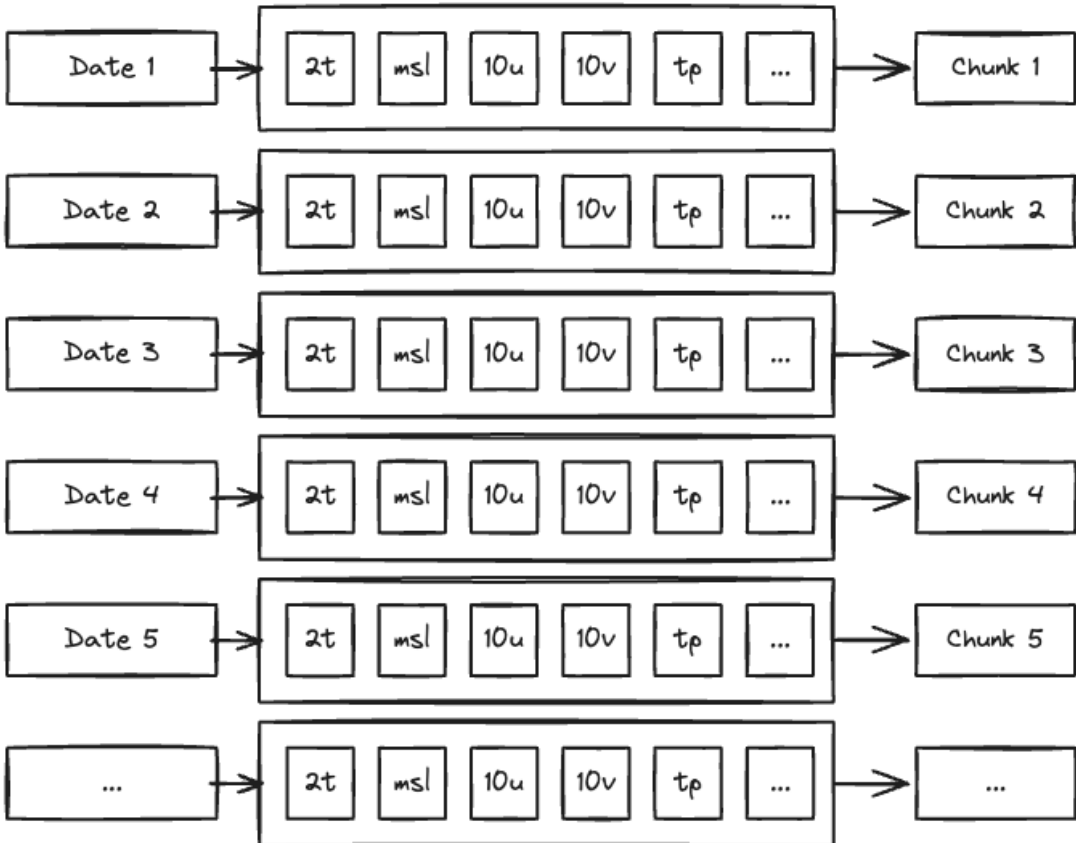 Date 1 2t msl 10u 10v tp ... Chunk 1
Date 2 2t msl 10u 10v tp ... Chunk 2
Date 3 2t msl 10u 10v tp ... Chunk 3
Date 4 2t msl 10u 10v tp ... Chunk 4
Date 5 2t msl 10u 10v tp ... Chunk 5
... 2t msl 10u 10v tp ... ...